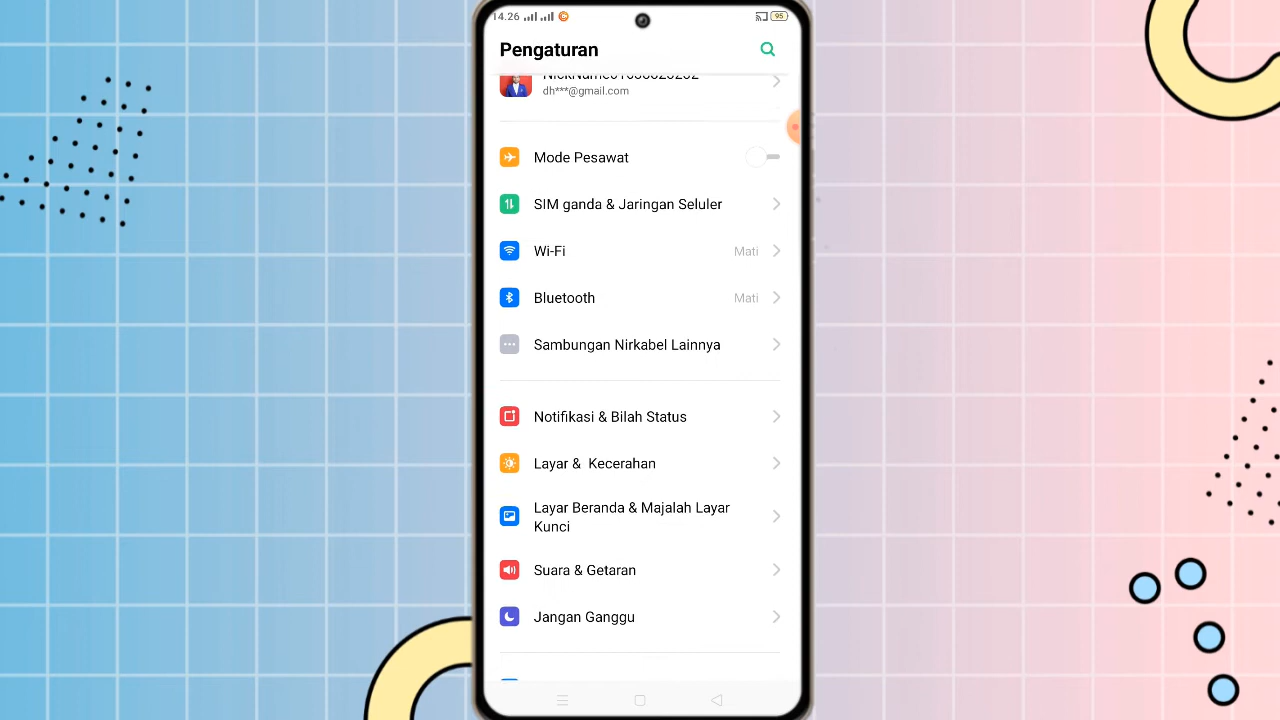 14.26
95
Pengaturan
dh***@gmail.com
Mode Pesawat
SIM ganda & Jaringan Seluler
Wi-Fi
Mati
Bluetooth
Mati
Sambungan Nirkabel Lainnya
Notifikasi & Bilah Status
Layar & Kecerahan
Layar Beranda & Majalah Layar
Kunci
Suara & Getaran
Jangan Ganggu